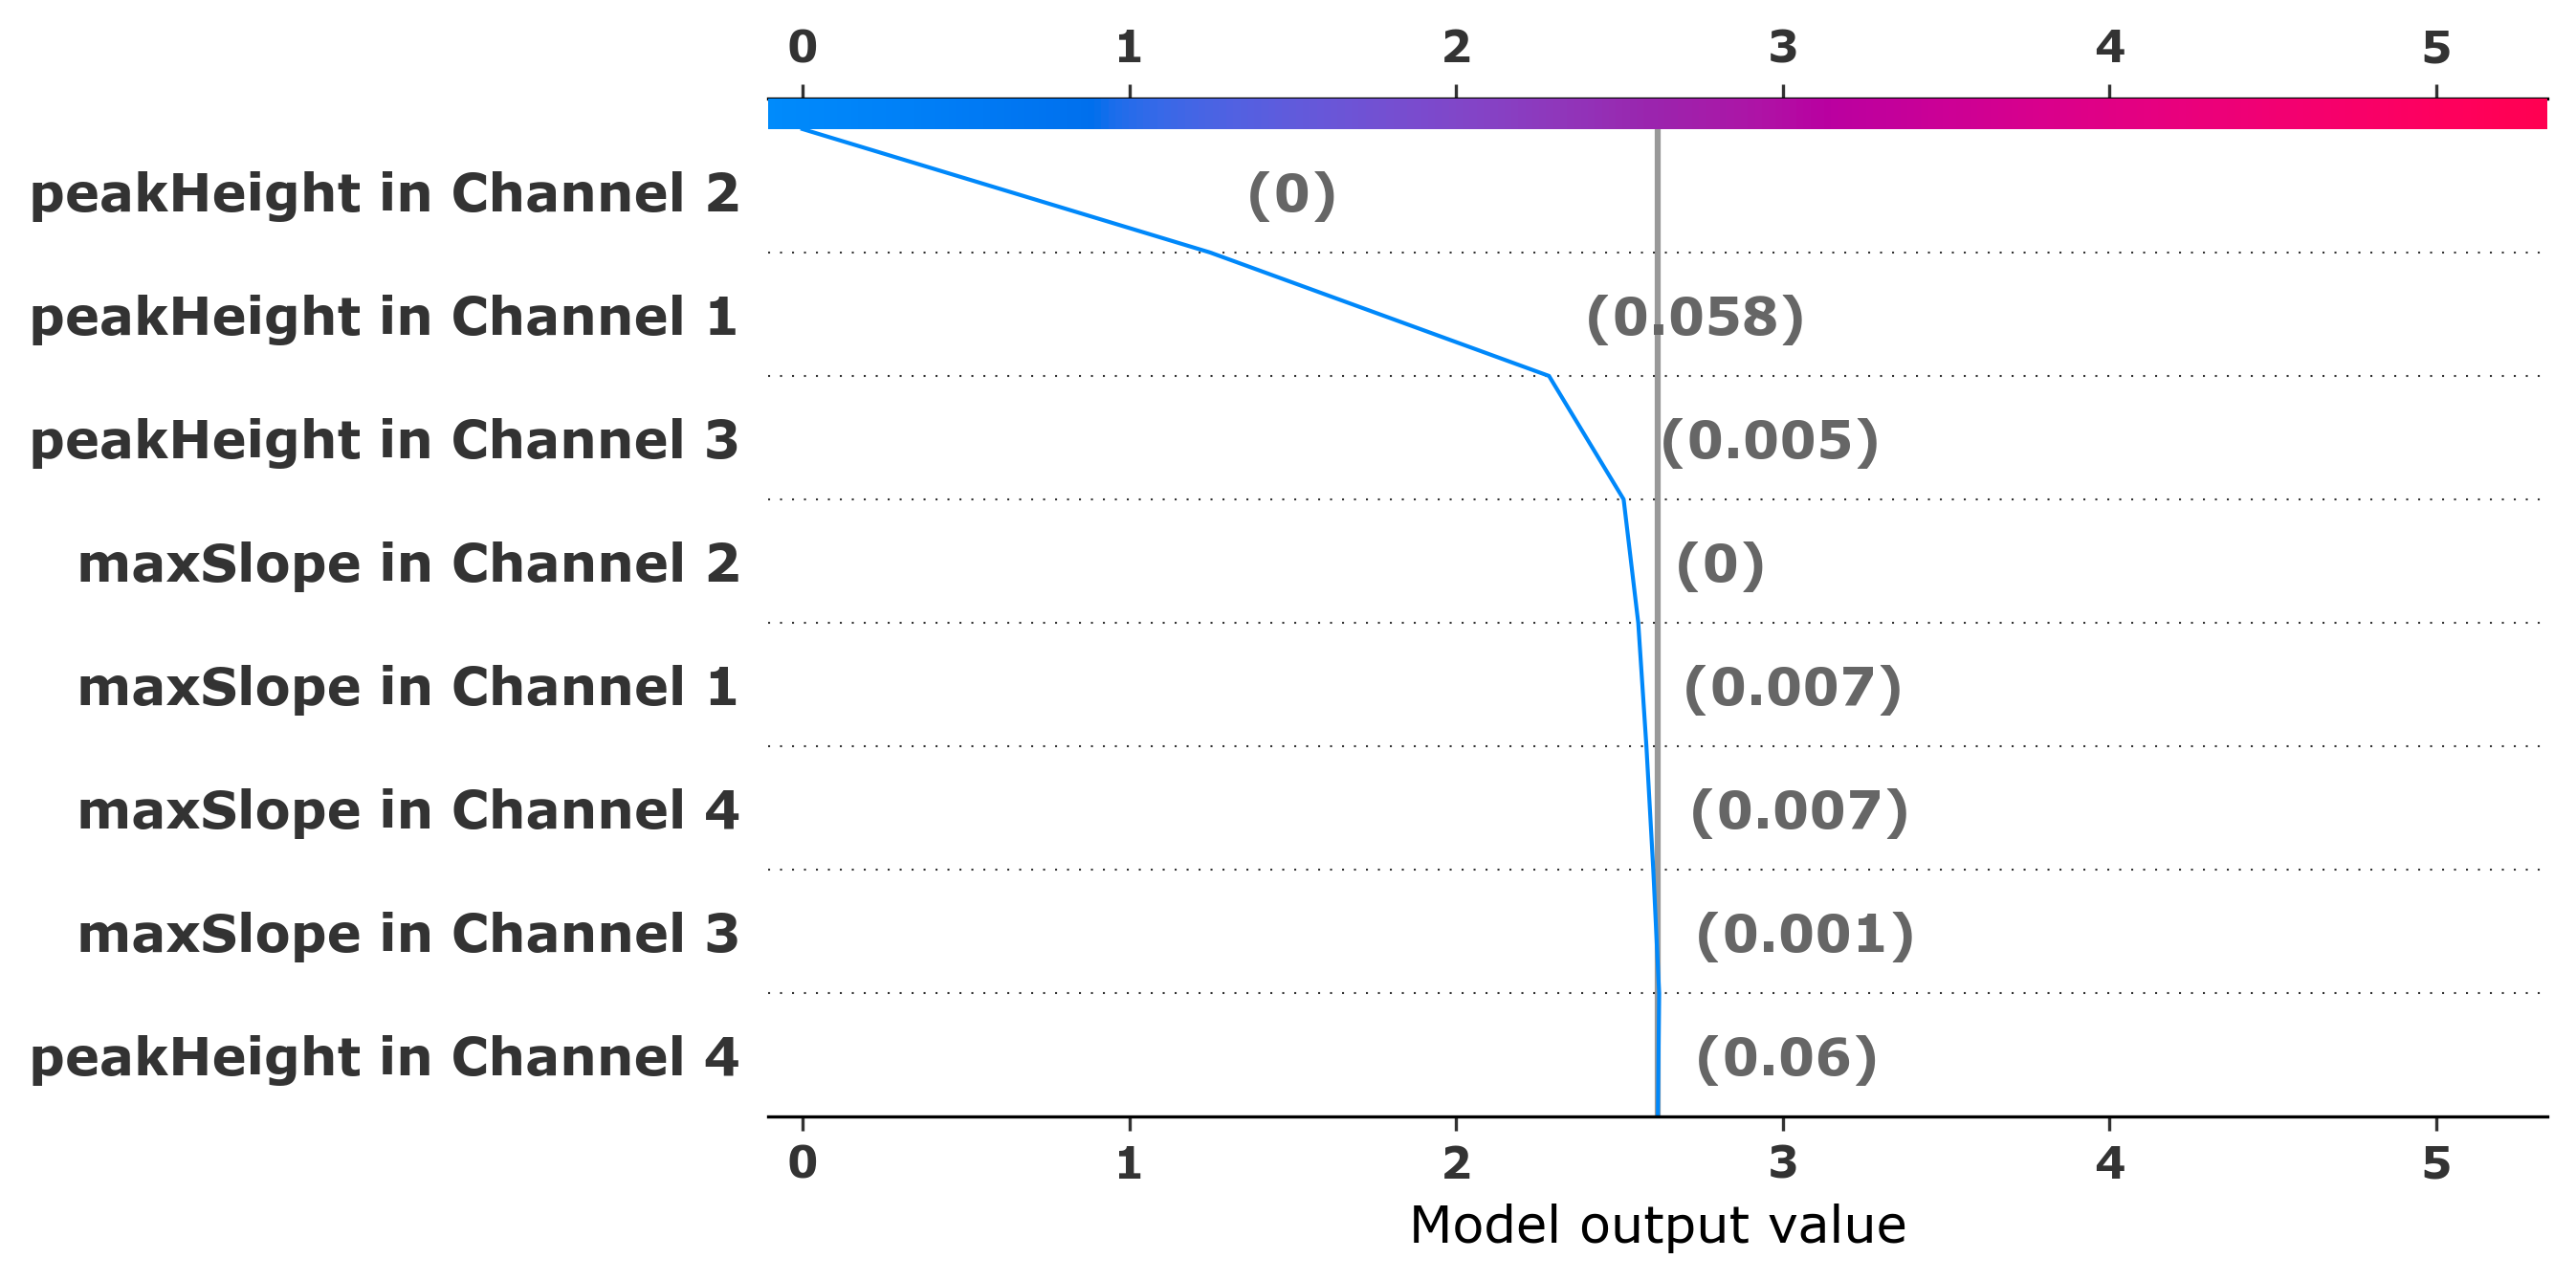 0 1 2 3 4 5
peakHeight in Channel 2 (0)
peakHeight in Channel 1 (0.058)
peakHeight in Channel 3 (0.005)
maxSlope in Channel 2 (0)
maxSlope in Channel 1 (0.007)
maxSlope in Channel 4 (0.007)
maxSlope in Channel 3 (0.001)
peakHeight in Channel 4 (0.06)
0 1 2 3 4 5
Model output value